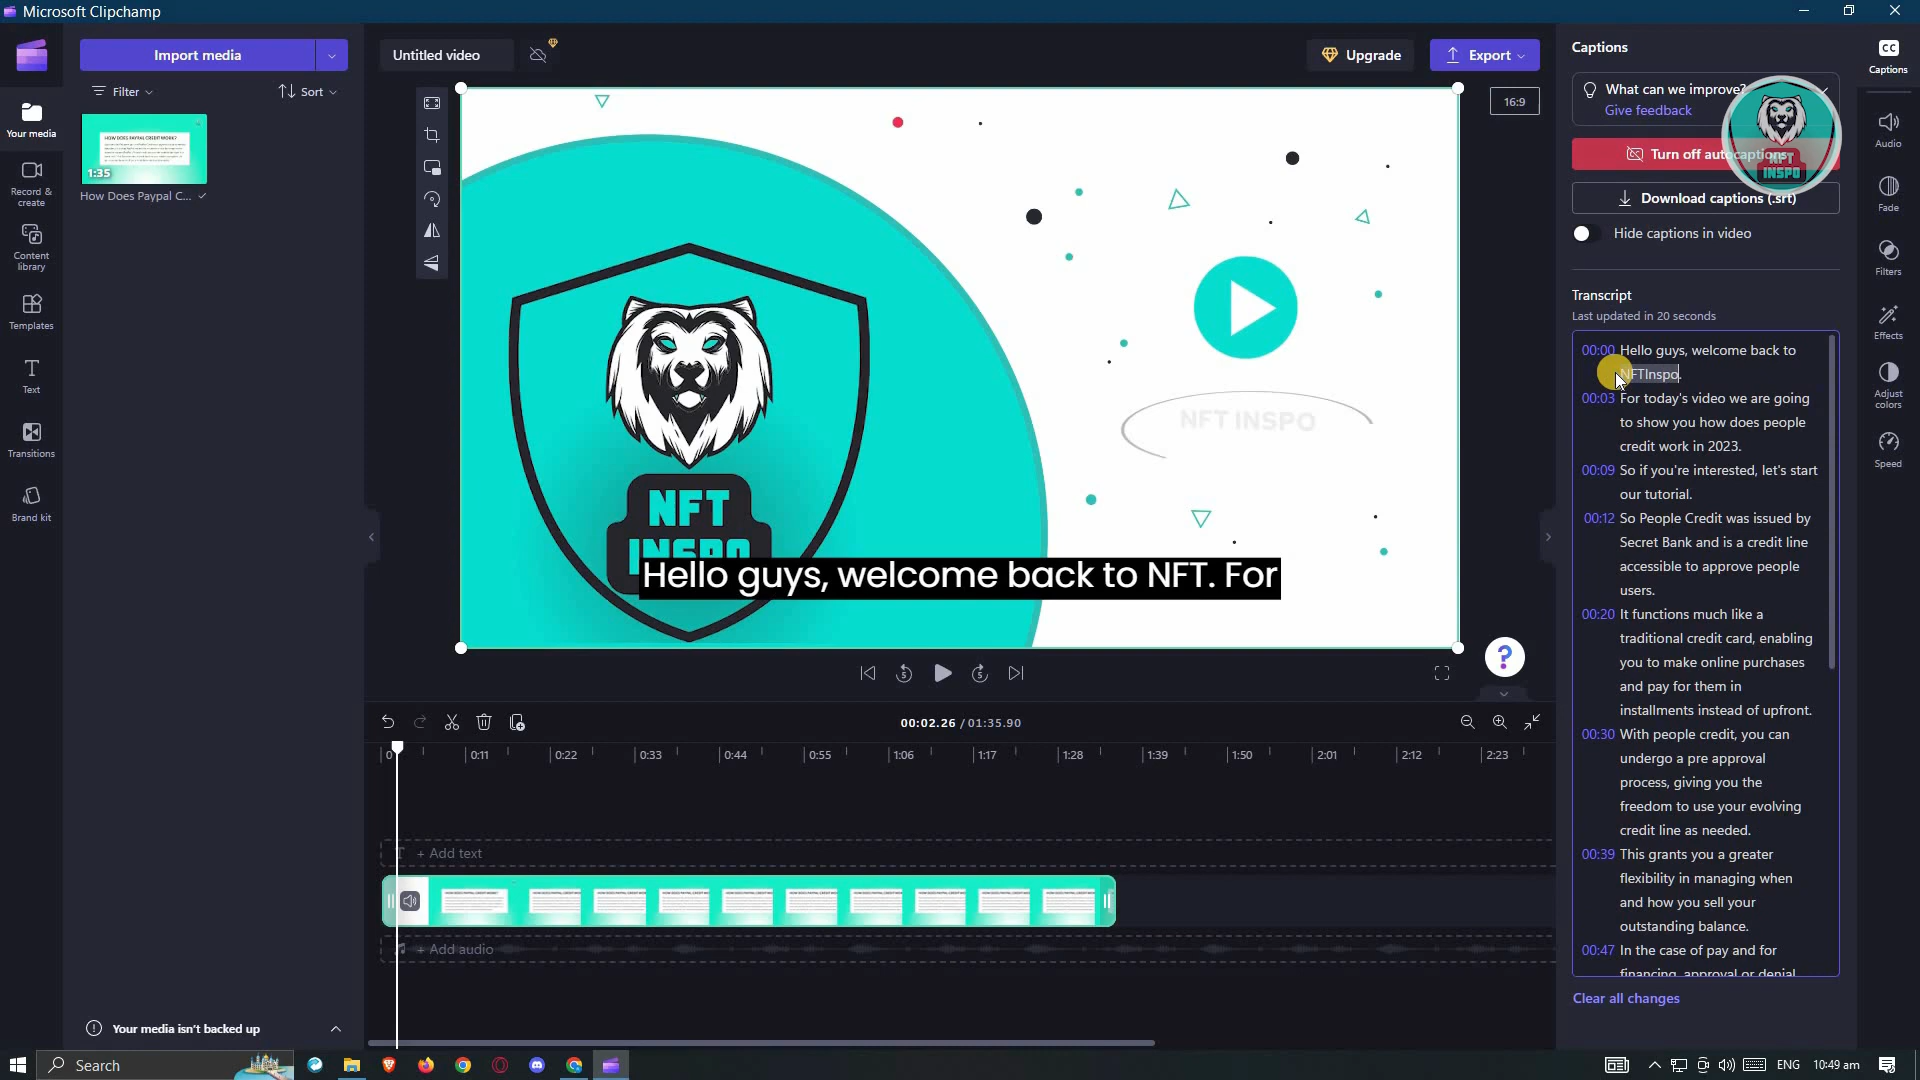 Microsoft Clipchamp
Import media
Filter
Sort
1:35
How Does Paypal C...
Your media
Record & create
Content library
Templates
Text
Transitions
Brand kit
Your media isn't backed up
Untitled video
Upgrade
Export
16:9
NFT INSPO
NFT
INSPO
Hello guys, welcome back to NFT. For
?
5
5
00:02.26 / 01:35.90
0
0:11
0:22
0:33
0:44
0:55
1:06
1:17
1:28
1:39
1:50
2:01
2:12
2:23
T + Add text
+ Add audio
Captions
What can we improve?
Give feedback
Turn off autocaptions
NFT
INSPO
Download captions (.srt)
Hide captions in video
Transcript
Last updated in 20 seconds
00:00 Hello guys, welcome back to
NFTInspo.
00:03 For today's video we are going
to show you how does people
credit work in 2023.
00:09 So if you're interested, let's start
our tutorial.
00:12 So People Credit was issued by
Secret Bank and is a credit line
accessible to approve people
users.
00:20 It functions much like a
traditional credit card, enabling
you to make online purchases
and pay for them in
installments instead of upfront.
00:30 With people credit, you can
undergo a pre approval
process, giving you the
freedom to use your evolving
credit line as needed.
00:39 This grants you a greater
flexibility in managing when
and how you sell your
outstanding balance.
00:47 In the case of pay and for
financing, approval or denial
Clear all changes
CC
Captions
Audio
Fade
Filters
Effects
Adjust colors
Speed
Search
ENG
10:49 am